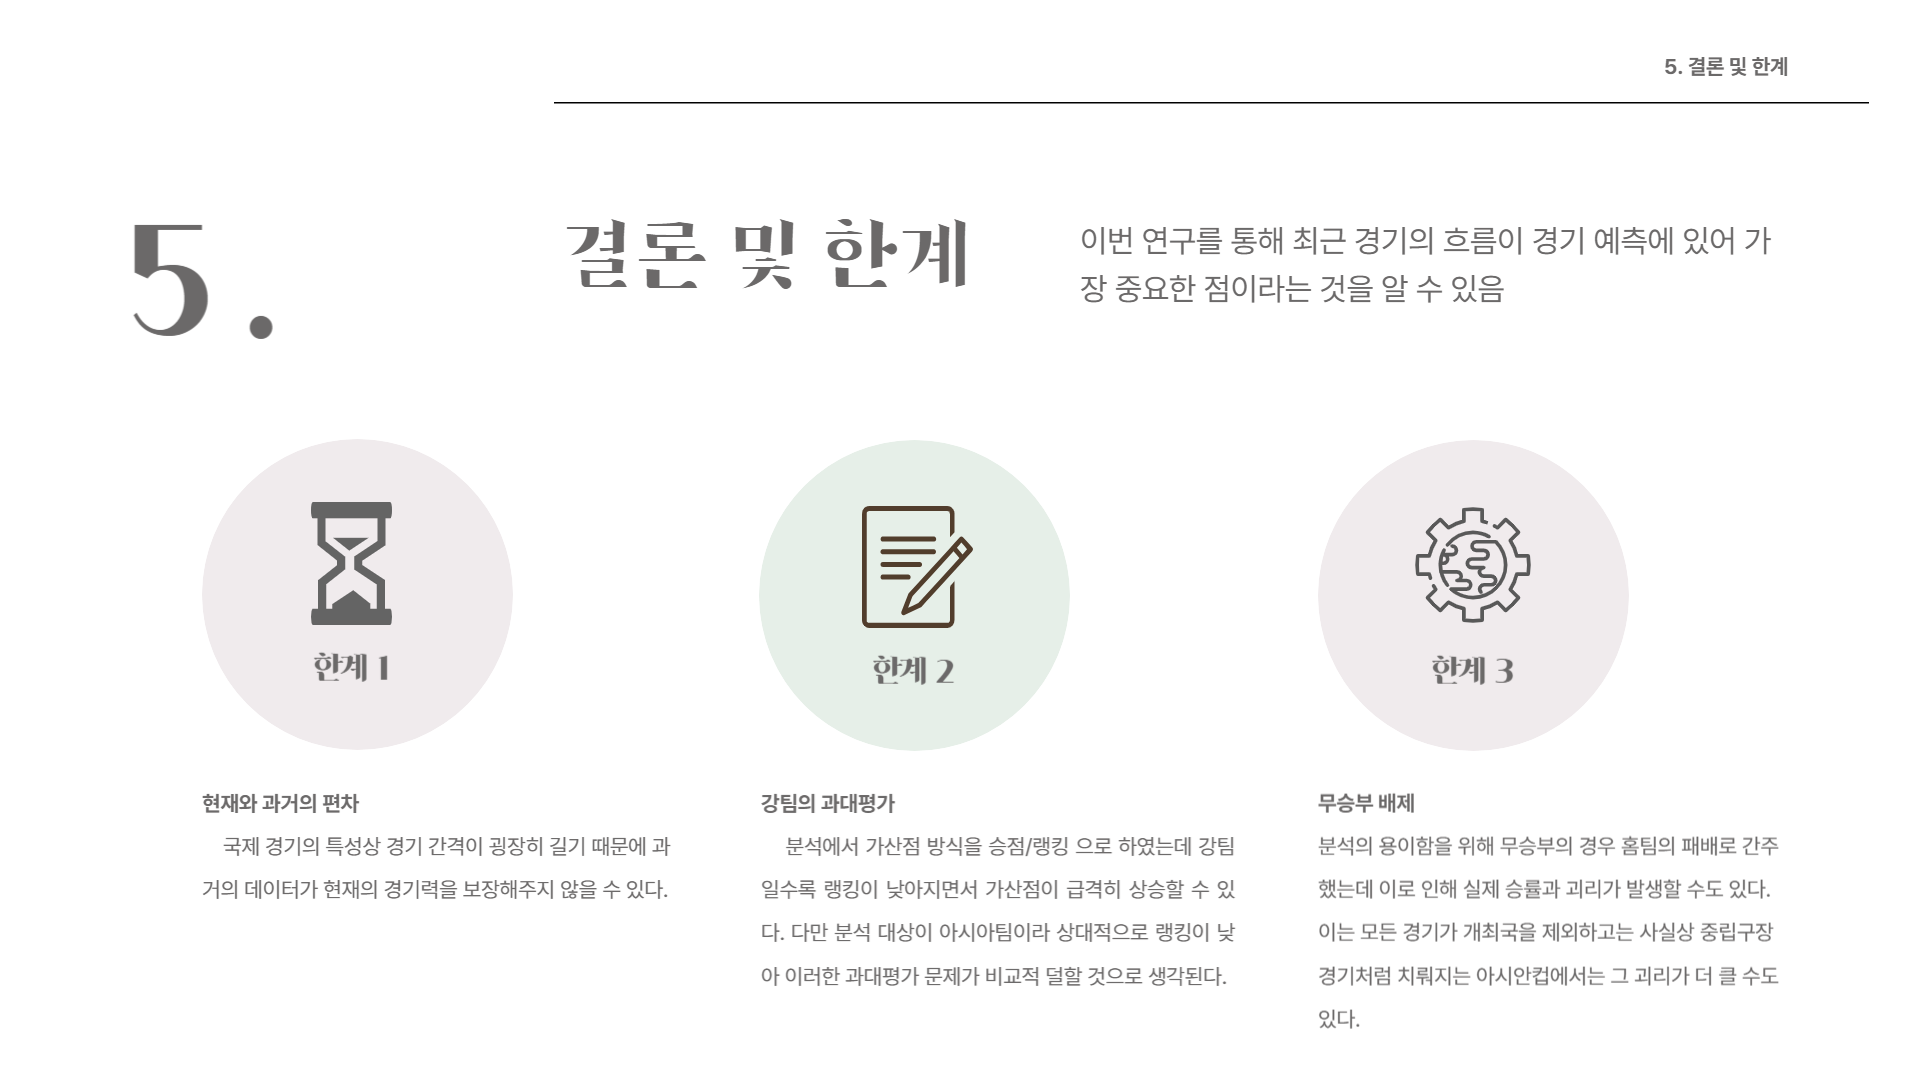 5. 결론 및 한계
5.
결론 및 한계
이번 연구를 통해 최근 경기의 흐름이 경기 예측에 있어 가
장 중요한 점이라는 것을 알 수 있음
한계 1
한계 2
한계 3
현재와 과거의 편차
국제 경기의 특성상 경기 간격이 굉장히 길기 때문에 과
거의 데이터가 현재의 경기력을 보장해주지 않을 수 있다.
강팀의 과대평가
분석에서 가산점 방식을 승점/랭킹 으로 하였는데 강팀
일수록 랭킹이 낮아지면서 가산점이 급격히 상승할 수 있
다. 다만 분석 대상이 아시아팀이라 상대적으로 랭킹이 낮
아 이러한 과대평가 문제가 비교적 덜할 것으로 생각된다.
무승부 배제
분석의 용이함을 위해 무승부의 경우 홈팀의 패배로 간주
했는데 이로 인해 실제 승률과 괴리가 발생할 수도 있다.
이는 모든 경기가 개최국을 제외하고는 사실상 중립구장
경기처럼 치뤄지는 아시안컵에서는 그 괴리가 더 클 수도
있다.